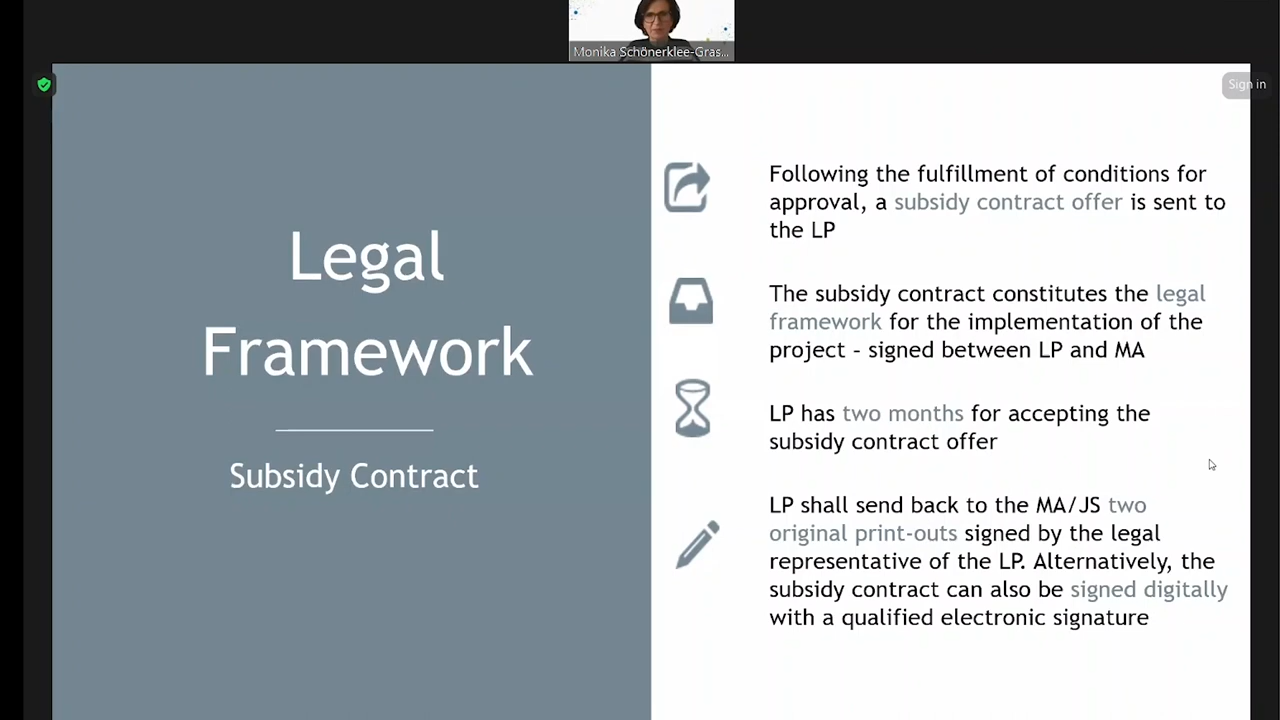 Monika Schönerklee-Gras...
Sign in
Legal
Framework
Subsidy Contract
Following the fulfillment of conditions for
approval, a subsidy contract offer is sent to
the LP
The subsidy contract constitutes the legal
framework for the implementation of the
project – signed between LP and MA
LP has two months for accepting the
subsidy contract offer
LP shall send back to the MA/JS two
original print-outs signed by the legal
representative of the LP. Alternatively, the
subsidy contract can also be signed digitally
with a qualified electronic signature